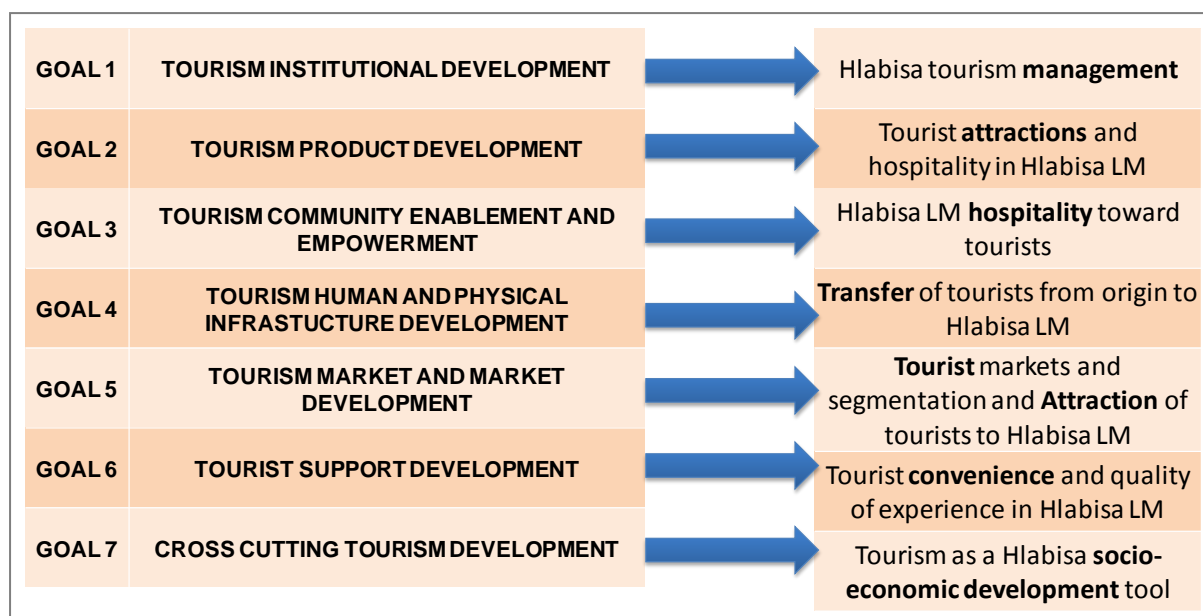 GOAL 1
TOURISM INSTITUTIONAL DEVELOPMENT
Hlabisa tourism management
GOAL 2
TOURISM PRODUCT DEVELOPMENT
Tourist attractions and
hospitality in Hlabisa LM
GOAL 3
TOURISM COMMUNITY ENABLEMENT AND
EMPOWERMENT
Hlabisa LM hospitality toward
tourists
GOAL 4
TOURISM HUMAN AND PHYSICAL
INFRASTUCTURE DEVELOPMENT
Transfer of tourists from origin to
Hlabisa LM
GOAL 5
TOURISM MARKET AND MARKET
DEVELOPMENT
Tourist markets and
segmentation and Attraction of
tourists to Hlabisa LM
GOAL 6
TOURIST SUPPORT DEVELOPMENT
Tourist convenience and quality
of experience in Hlabisa LM
GOAL 7
CROSS CUTTING TOURISM DEVELOPMENT
Tourism as a Hlabisa socio-
economic development tool